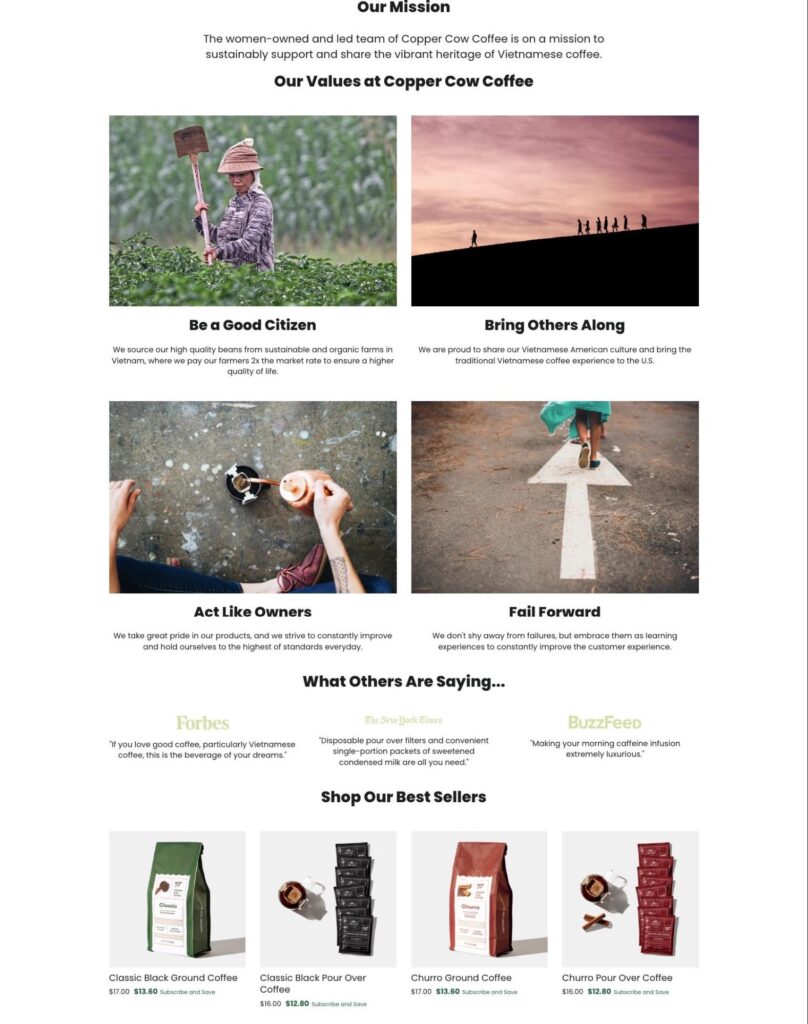 Our Mission
The women-owned and led team of Copper Cow Coffee is on a mission to
sustainably support and share the vibrant heritage of Vietnamese coffee.
Our Values at Copper Cow Coffee
Be a Good Citizen
We source our high quality beans from sustainable and organic farms in
Vietnam, where we pay our farmers 2x the market rate to ensure a higher
quality of life.
Bring Others Along
We are proud to share our Vietnamese American culture and bring the
traditional Vietnamese coffee experience to the U.S.
Act Like Owners
We take great pride in our products, and we strive to constantly improve
and hold ourselves to the highest of standards everyday.
Fail Forward
We don't shy away from failures, but embrace them as learning
experiences to constantly improve the customer experience.
What Others Are Saying...
Forbes
"If you love good coffee, particularly Vietnamese
coffee, this is the beverage of your dreams."
The New York Times
"Disposable pour over filters and convenient
single-portion packets of sweetened
condensed milk are all you need."
BuzzFeed
"Making your morning caffeine infusion
extremely luxurious."
Shop Our Best Sellers
Classic
Churro
Classic Black Ground Coffee
$17.00 $13.60 Subscribe and Save
Classic Black Pour Over
Coffee
$16.00 $12.80 Subscribe and Save
Churro Ground Coffee
$17.00 $13.60 Subscribe and Save
Churro Pour Over Coffee
$16.00 $12.80 Subscribe and Save